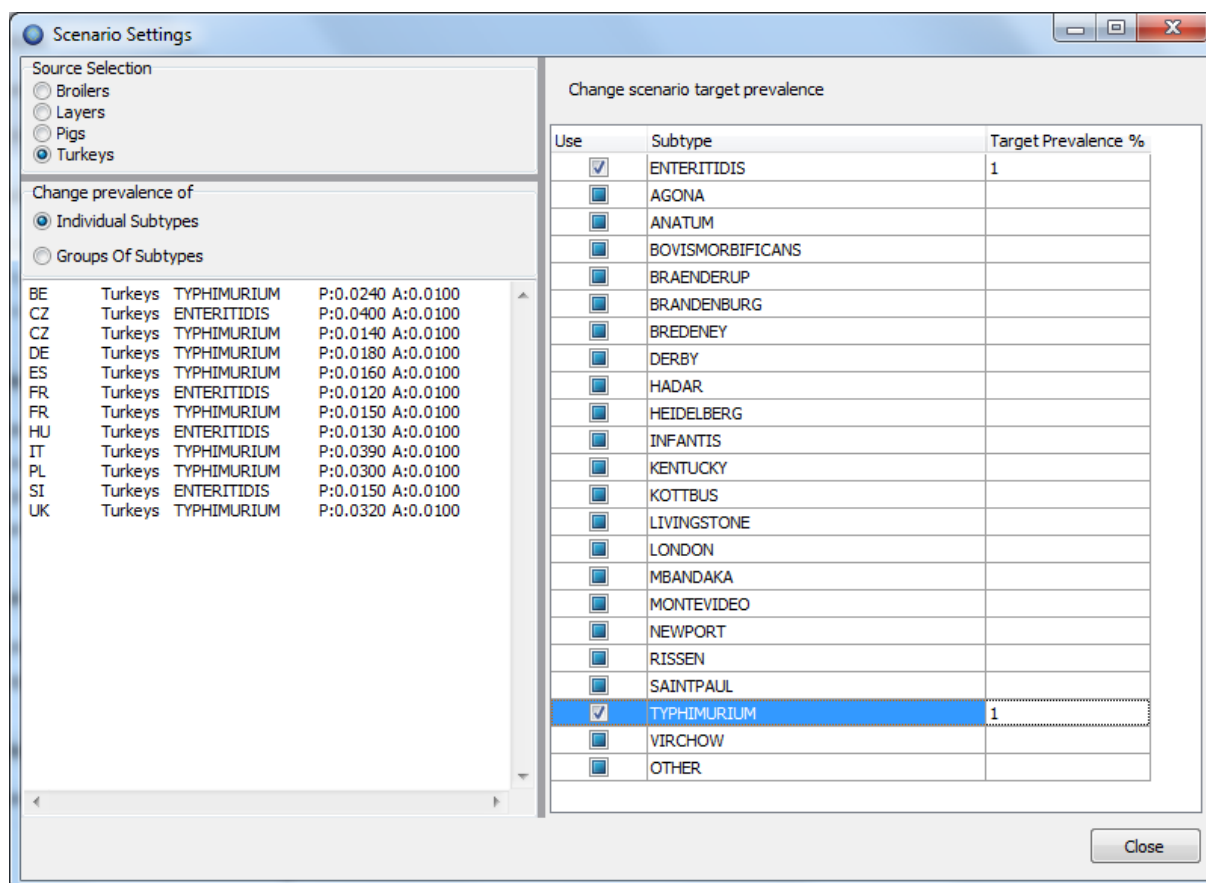 Scenario Settings
Source Selection
Broilers
Layers
Pigs
Turkeys
Change prevalence of
Individual Subtypes
Groups Of Subtypes
BE Turkeys TYPHIMURIUM P:0.0240 A:0.0100
CZ Turkeys ENTERITIDIS P:0.0400 A:0.0100
CZ Turkeys TYPHIMURIUM P:0.0140 A:0.0100
DE Turkeys TYPHIMURIUM P:0.0180 A:0.0100
ES Turkeys TYPHIMURIUM P:0.0160 A:0.0100
FR Turkeys ENTERITIDIS P:0.0120 A:0.0100
FR Turkeys TYPHIMURIUM P:0.0150 A:0.0100
HU Turkeys ENTERITIDIS P:0.0130 A:0.0100
IT Turkeys TYPHIMURIUM P:0.0390 A:0.0100
PL Turkeys TYPHIMURIUM P:0.0300 A:0.0100
SI Turkeys ENTERITIDIS P:0.0150 A:0.0100
UK Turkeys TYPHIMURIUM P:0.0320 A:0.0100
Change scenario target prevalence
Use Subtype Target Prevalence %
ENTERITIDIS 1
AGONA
ANATUM
BOVISMORBIFICANS
BRAENDERUP
BRANDENBURG
BREDENEY
DERBY
HADAR
HEIDELBERG
INFANTIS
KENTUCKY
KOTTBUS
LIVINGSTONE
LONDON
MBANDAKA
MONTEVIDEO
NEWPORT
RISSEN
SAINTPAUL
TYPHIMURIUM 1
VIRCHOW
OTHER
Close